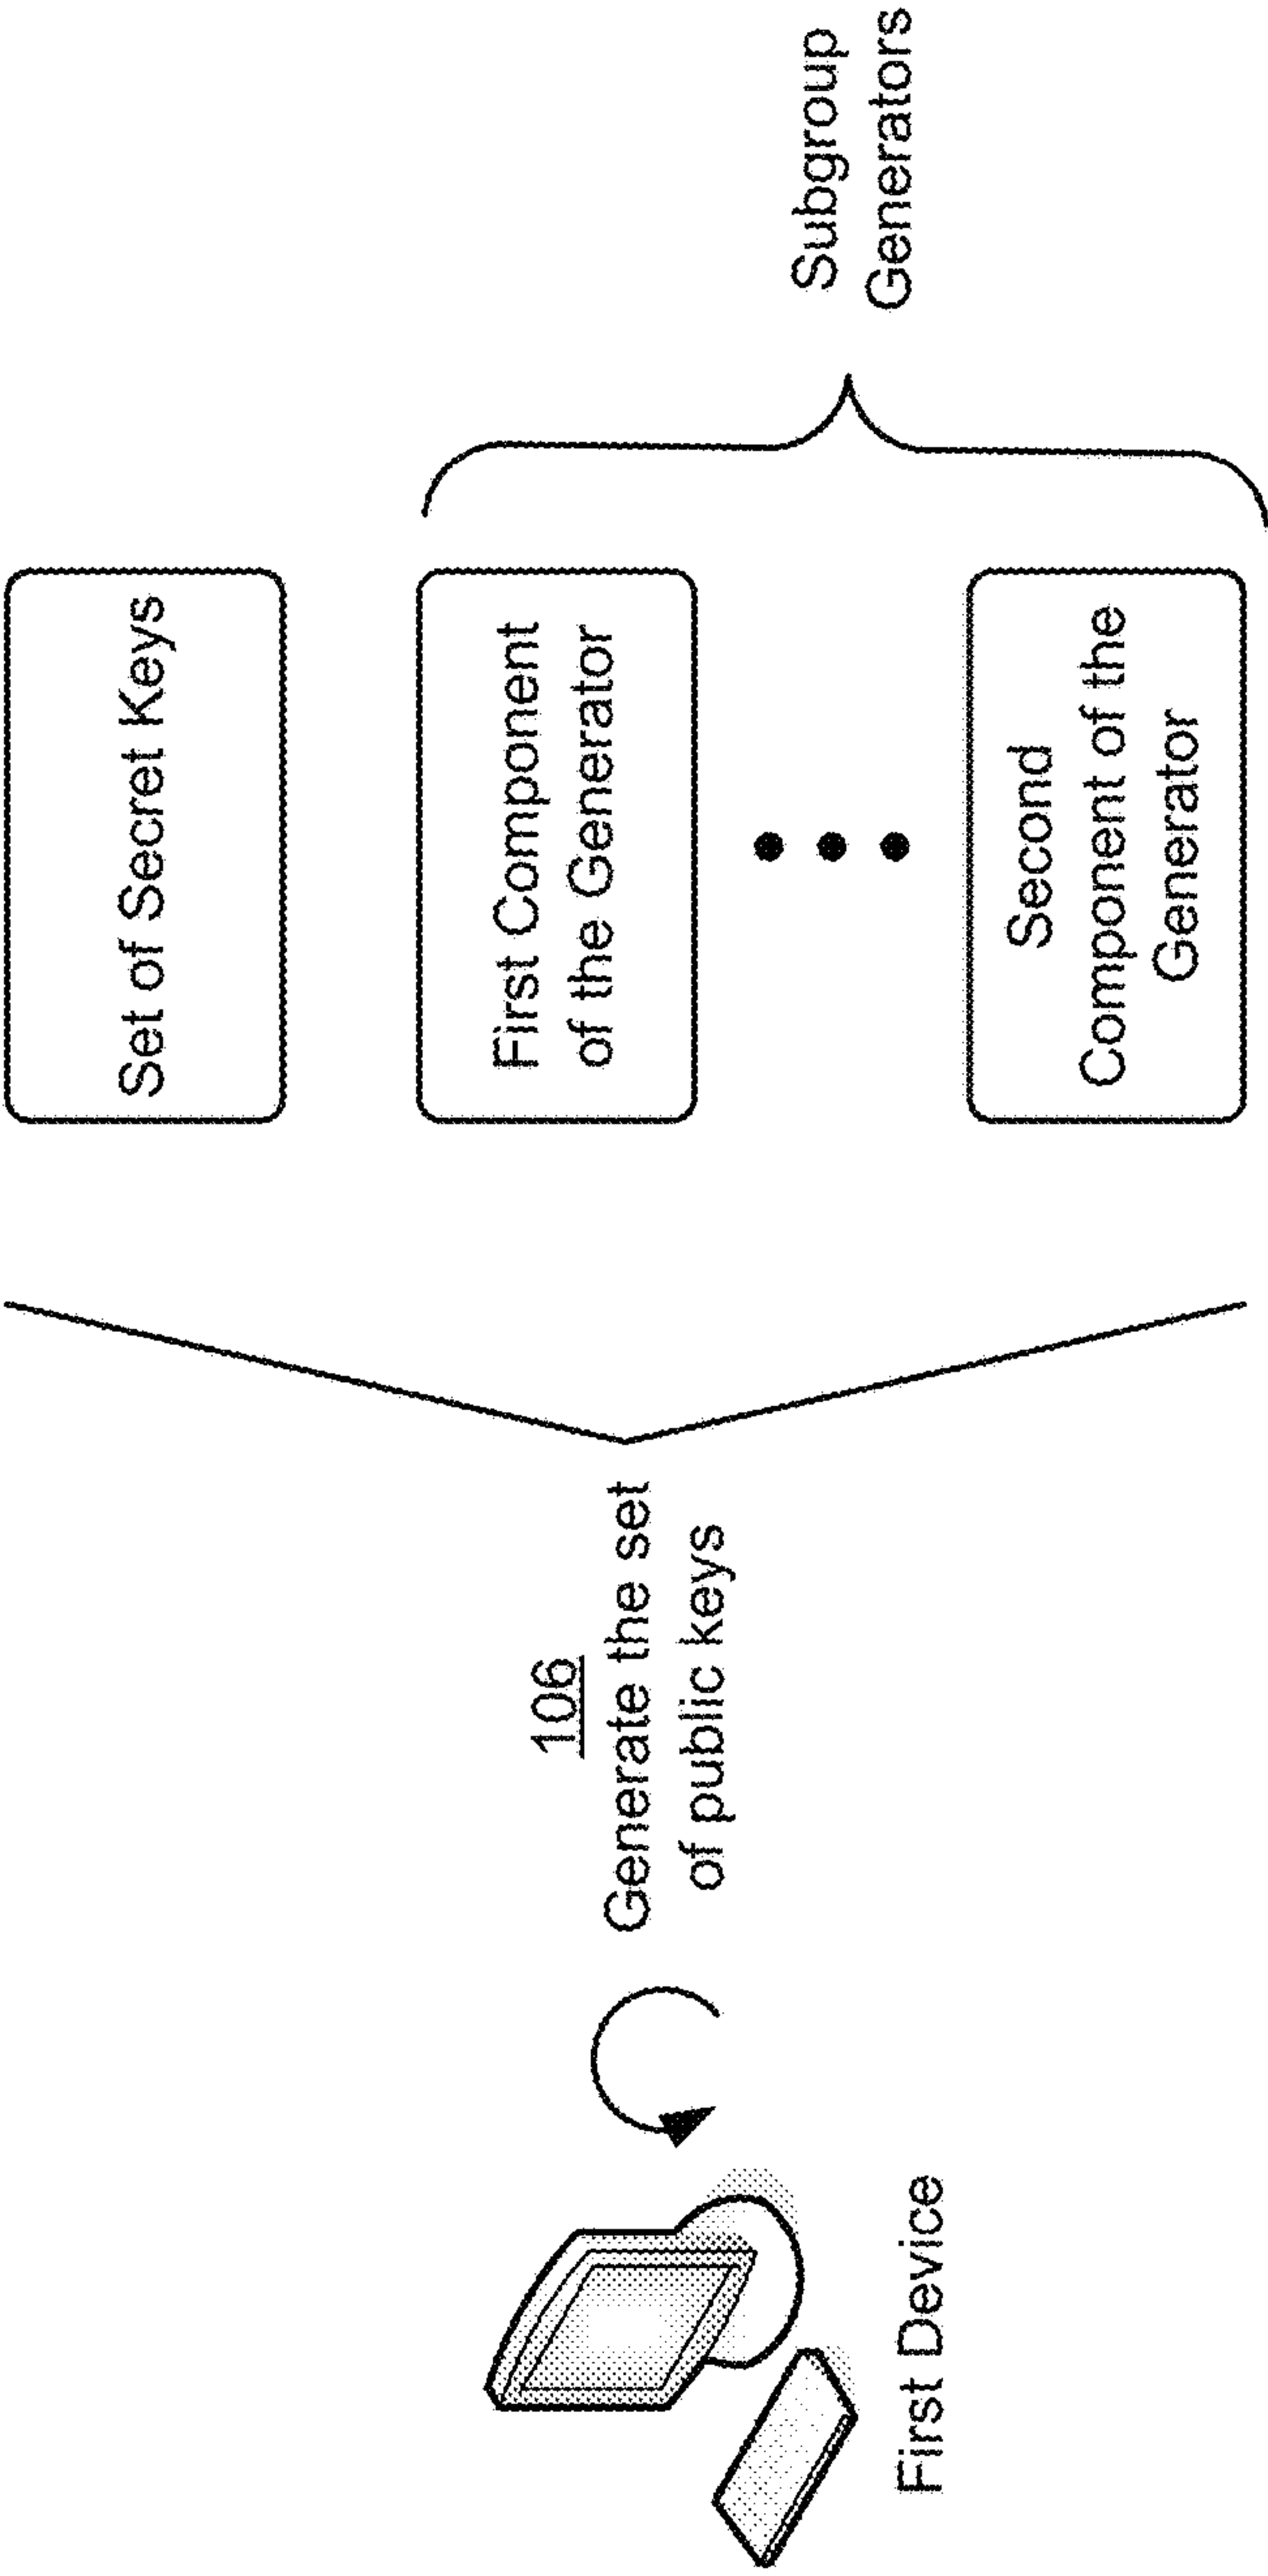 First Device
106
Generate the set
of public keys
Set of Secret Keys
First Component
of the Generator
Second
Component of the
Generator
Subgroup
Generators